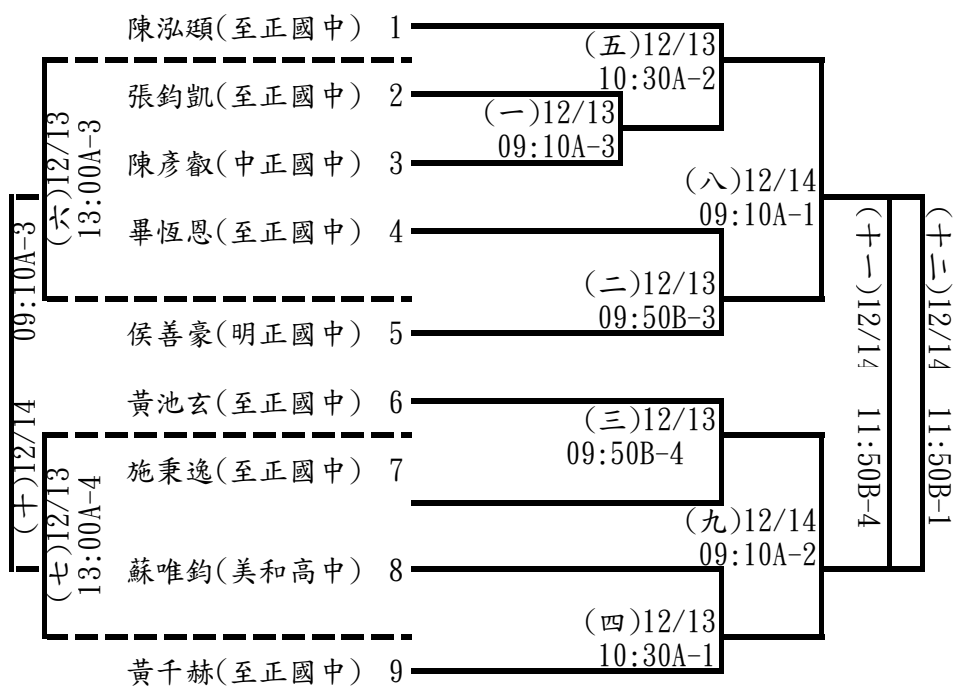 陳泓頲(至正國中) 1
(五)12/13
10:30A-2
張鈞凱(至正國中) 2
(一)12/13
09:10A-3
陳彥叡(中正國中) 3
(六)12/13
13:00A-3
(八)12/14
09:10A-1
畢恆恩(至正國中) 4
(二)12/13
09:50B-3
侯善豪(明正國中) 5
(十)12/14 09:10A-3
(十一)12/14 11:50B-4
(十二)12/14 11:50B-1
黃池玄(至正國中) 6
(三)12/13
09:50B-4
施秉逸(至正國中) 7
(七)12/13
13:00A-4
(九)12/14
09:10A-2
蘇唯鈞(美和高中) 8
(四)12/13
10:30A-1
黃千赫(至正國中) 9